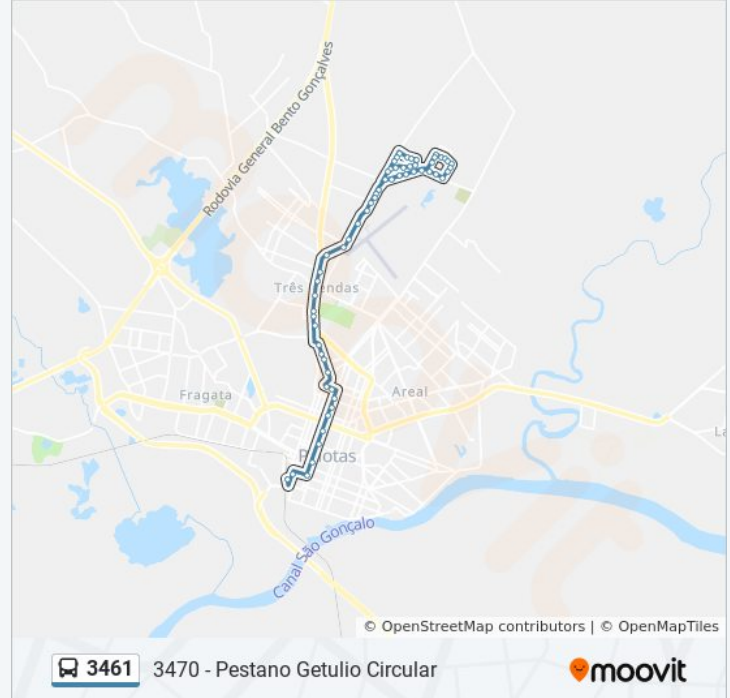 Rodovia General Bento Gonçalves
Três Vendas
Fragata
Areal
Pelotas
La
Canal São Gonçalo
© OpenStreetMap contributors | © OpenMapTiles
3461 3470 - Pestano Getulio Circular
moovit